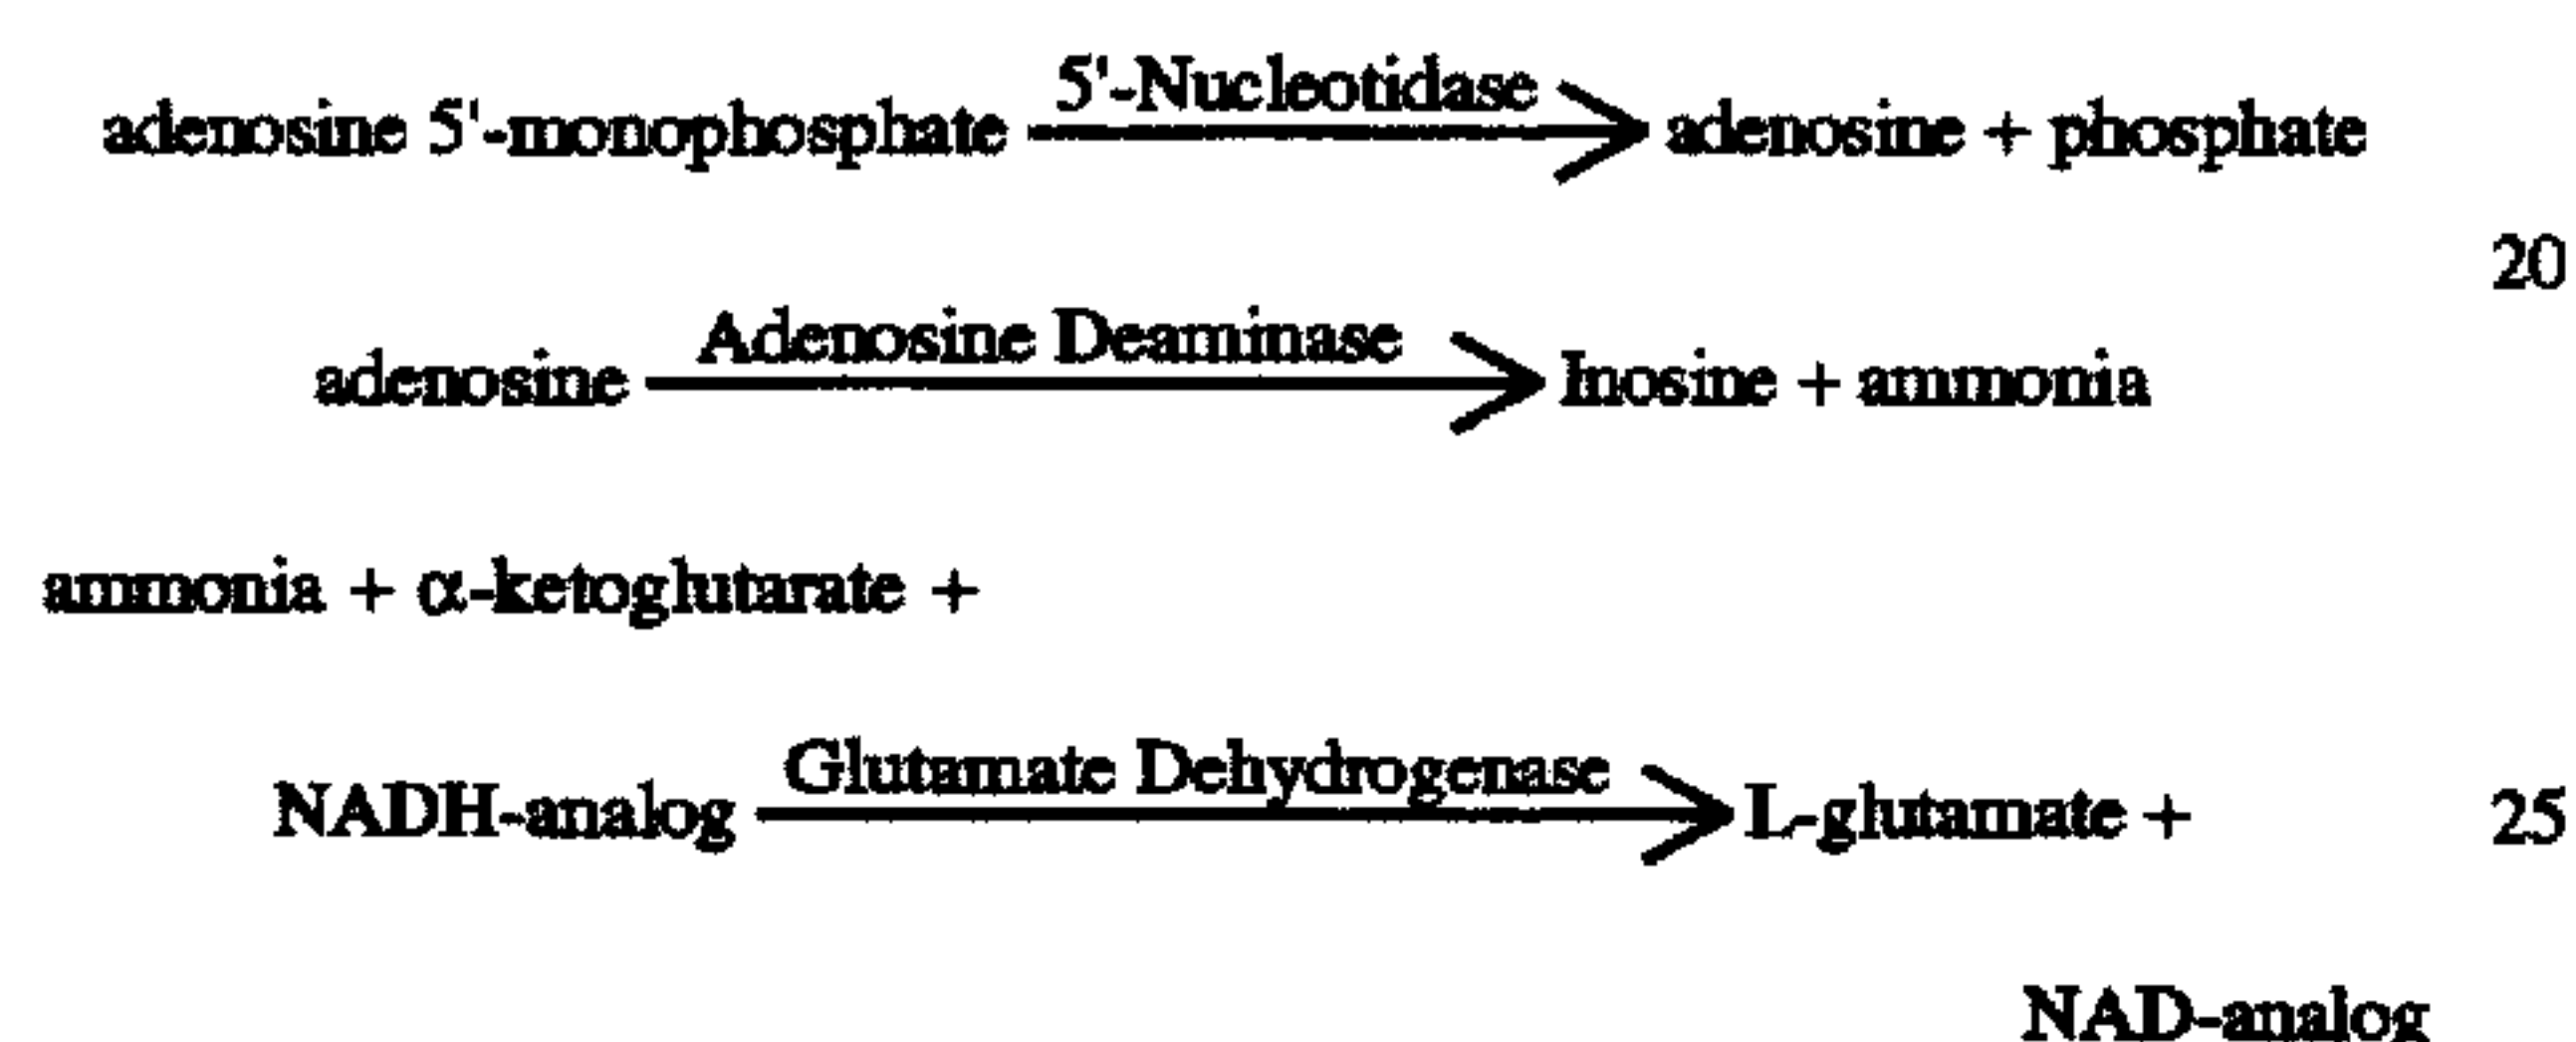 adenosine 5'-monophosphate 5'-Nucleotidase adenosine + phosphate
20
adenosine Adenosine Deaminase Inosine + ammonia
ammonia + α-ketoglutarate +
NADH-analog Glutamate Dehydrogenase L-glutamate +
25
NAD-analog